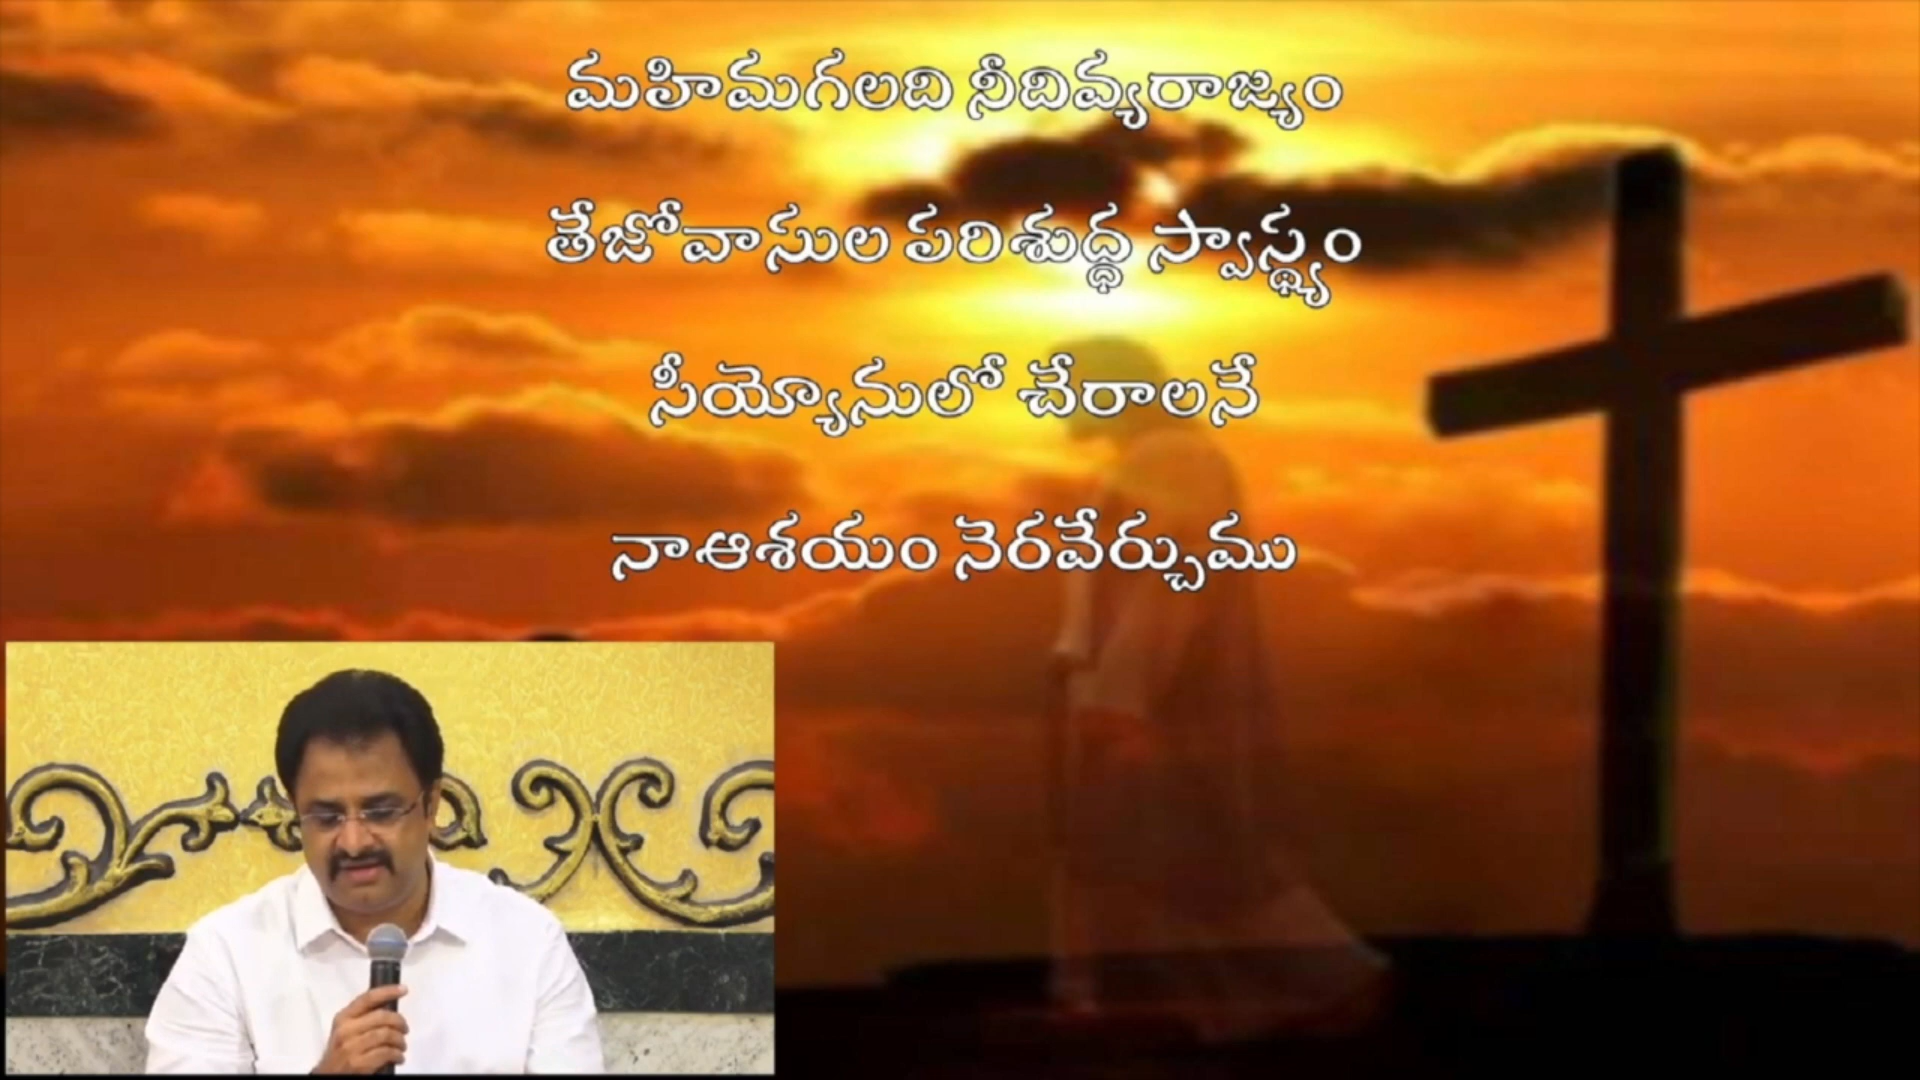 మహిమగలది నీదివ్యరాజ్యం
తేజోవాసుల పరిశుద్ధ స్వాస్థ్యం
సీయ్యోనులో చేరాలనే
నాఆశయం నెరవేర్చుము